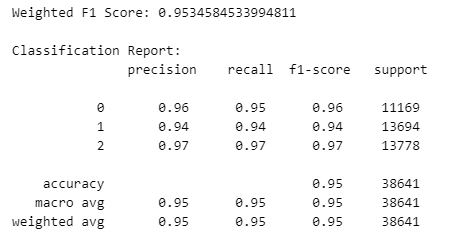 Weighted F1 Score: 0.9534584533994811
Classification Report:
precision recall f1-score support
0 0.96 0.95 0.96 11169
1 0.94 0.94 0.94 13694
2 0.97 0.97 0.97 13778
accuracy 0.95 38641
macro avg 0.95 0.95 0.95 38641
weighted avg 0.95 0.95 0.95 38641